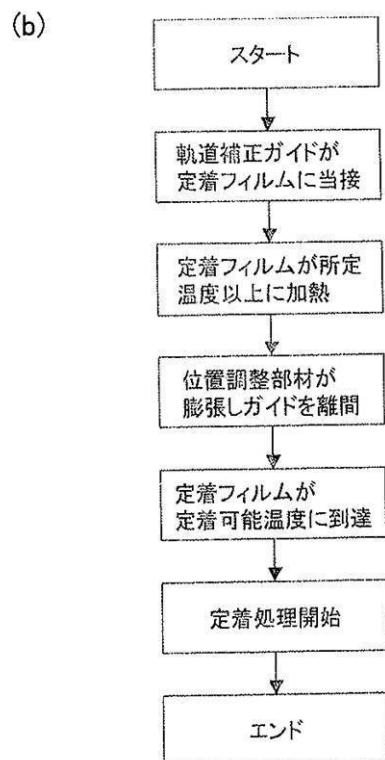 (b)
スタート
軌道補正ガイドが
定着フィルムに当接
定着フィルムが所定
温度以上に加熱
位置調整部材が
膨張しガイドを離間
定着フィルムが
定着可能温度に到達
定着処理開始
エンド